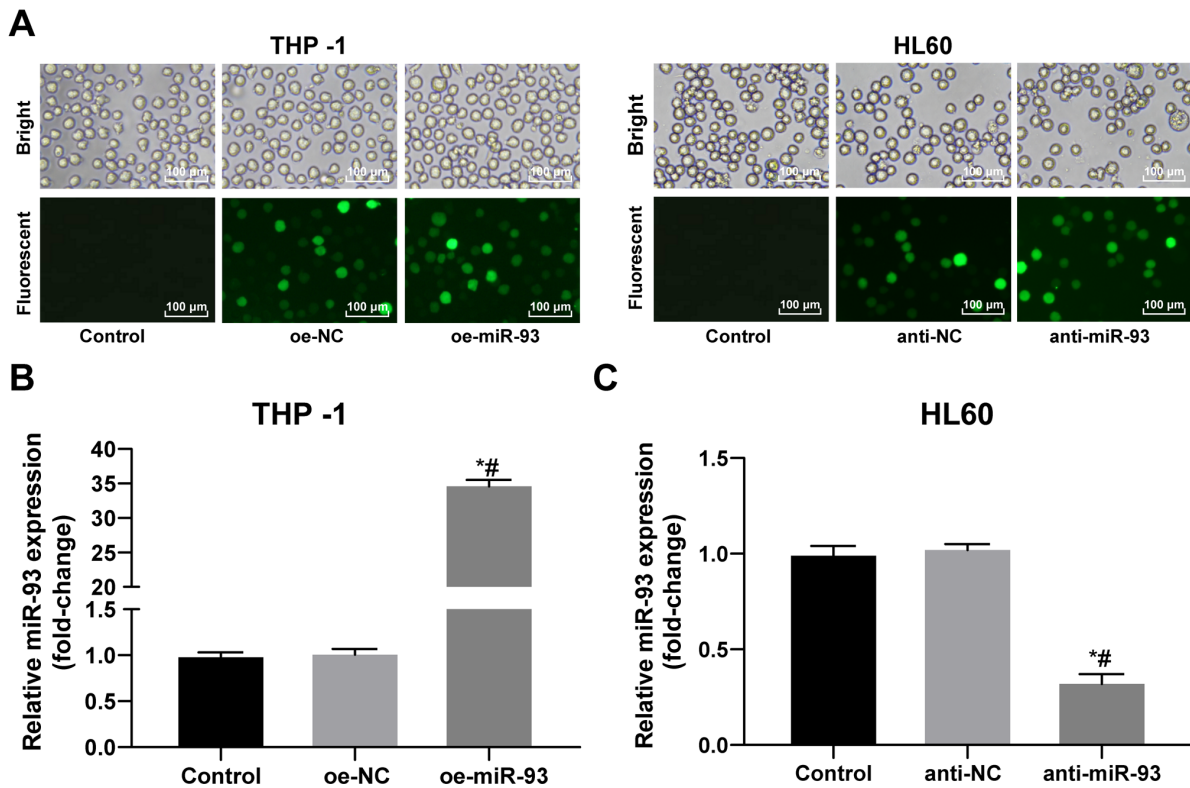 A
THP -1
HL60
Bright
100 μm
100 μm
100 μm
Bright
100 μm
100 μm
100 μm
Fluorescent
100 μm
100 μm
100 μm
Fluorescent
100 μm
100 μm
100 μm
Control
oe-NC
oe-miR-93
Control
anti-NC
anti-miR-93
B
THP -1
Relative miR-93 expression
(fold-change)
40
35
30
25
20
1.5
1.0
0.5
0.0
*#
Control
oe-NC
oe-miR-93
C
HL60
Relative miR-93 expression
(fold-change)
1.5
1.0
0.5
0.0
*#
Control
anti-NC
anti-miR-93